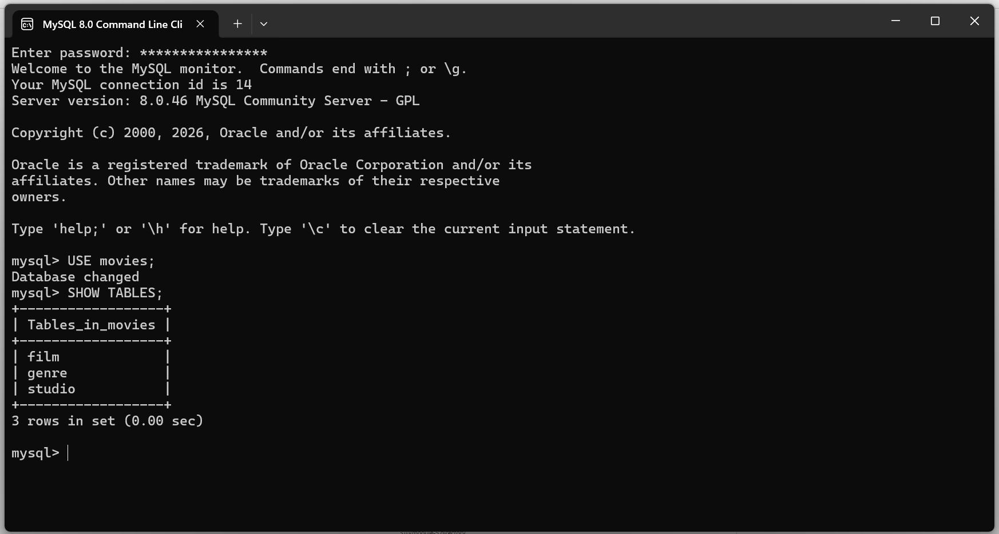 MySQL 8.0 Command Line Cli
Enter password: ****************
Welcome to the MySQL monitor.  Commands end with ; or \g.
Your MySQL connection id is 14
Server version: 8.0.46 MySQL Community Server - GPL

Copyright (c) 2000, 2026, Oracle and/or its affiliates.

Oracle is a registered trademark of Oracle Corporation and/or its
affiliates. Other names may be trademarks of their respective
owners.

Type 'help;' or '\h' for help. Type '\c' to clear the current input statement.

mysql> USE movies;
Database changed
mysql> SHOW TABLES;
+------------------+
| Tables_in_movies |
+------------------+
| film             |
| genre            |
| studio           |
+------------------+
3 rows in set (0.00 sec)

mysql>